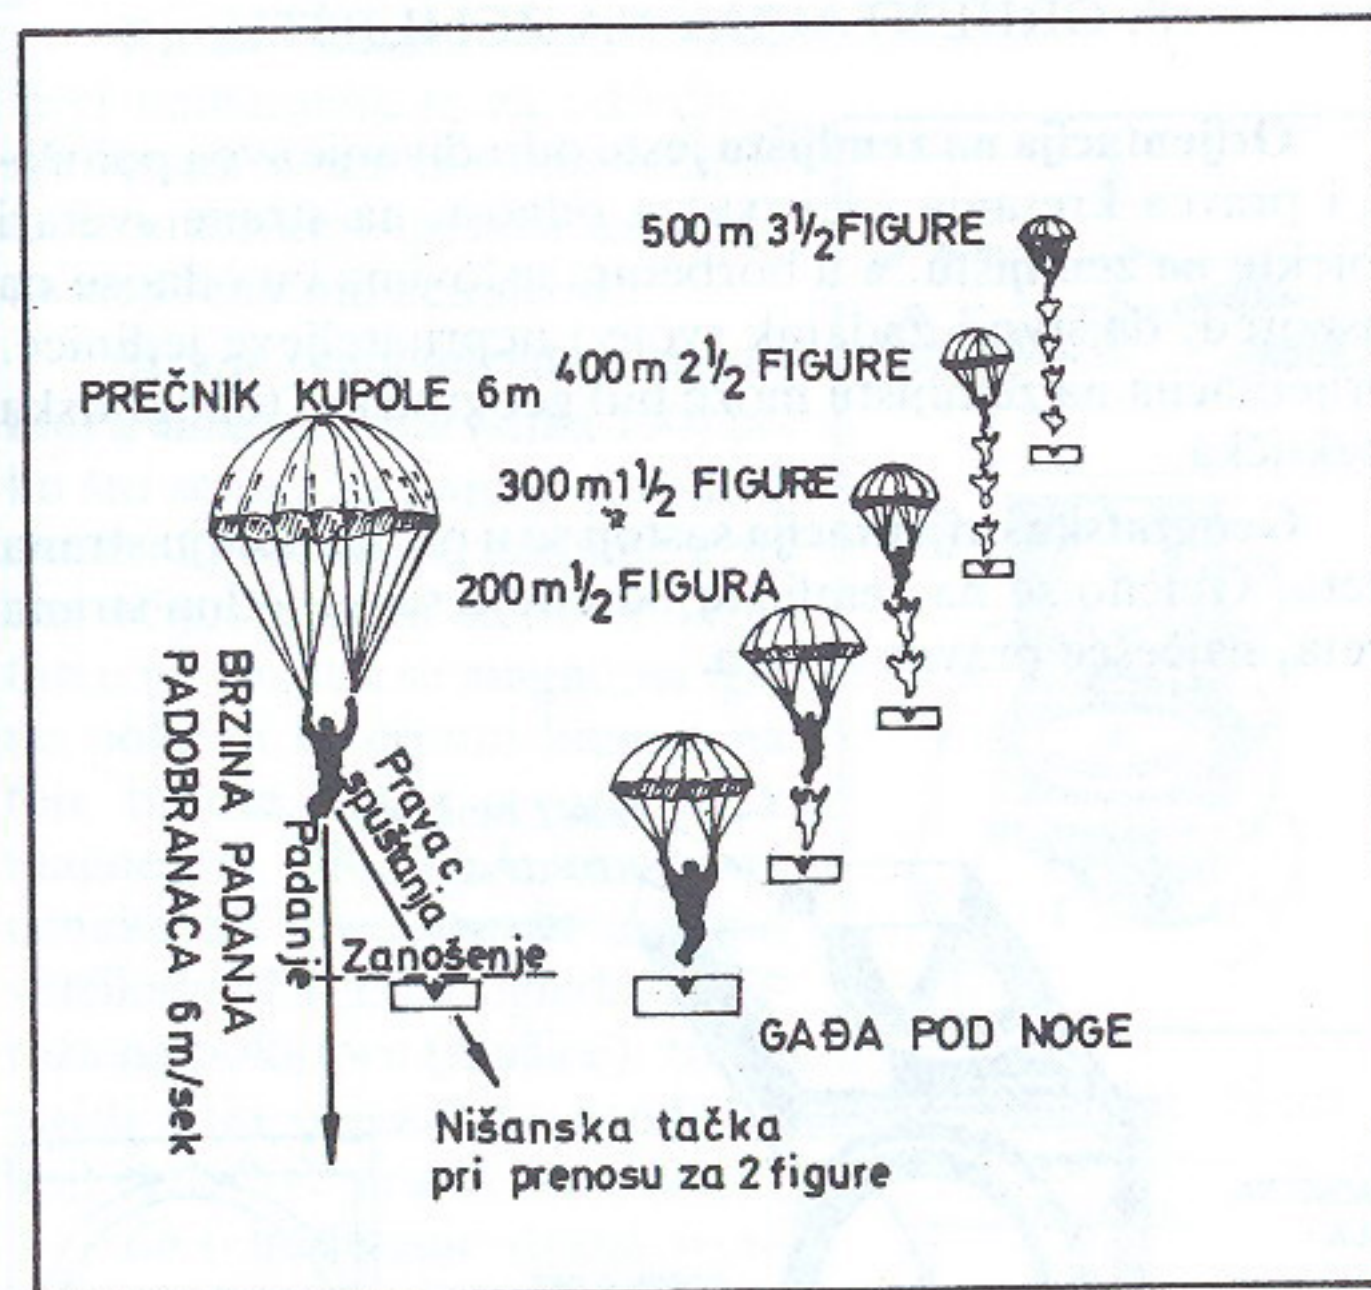 500 m 3½ FIGURE
400 m 2½ FIGURE
PREČNIK KUPOLE 6m
300 m 1½ FIGURE
200 m ½ FIGURA
BRZINA PADANJA
PADOBRANACA 6m/sek
Pravac
spuštanja
Padanje
Zanošenje
GAĐA POD NOGE
Nišanska tačka
pri prenosu za 2 figure